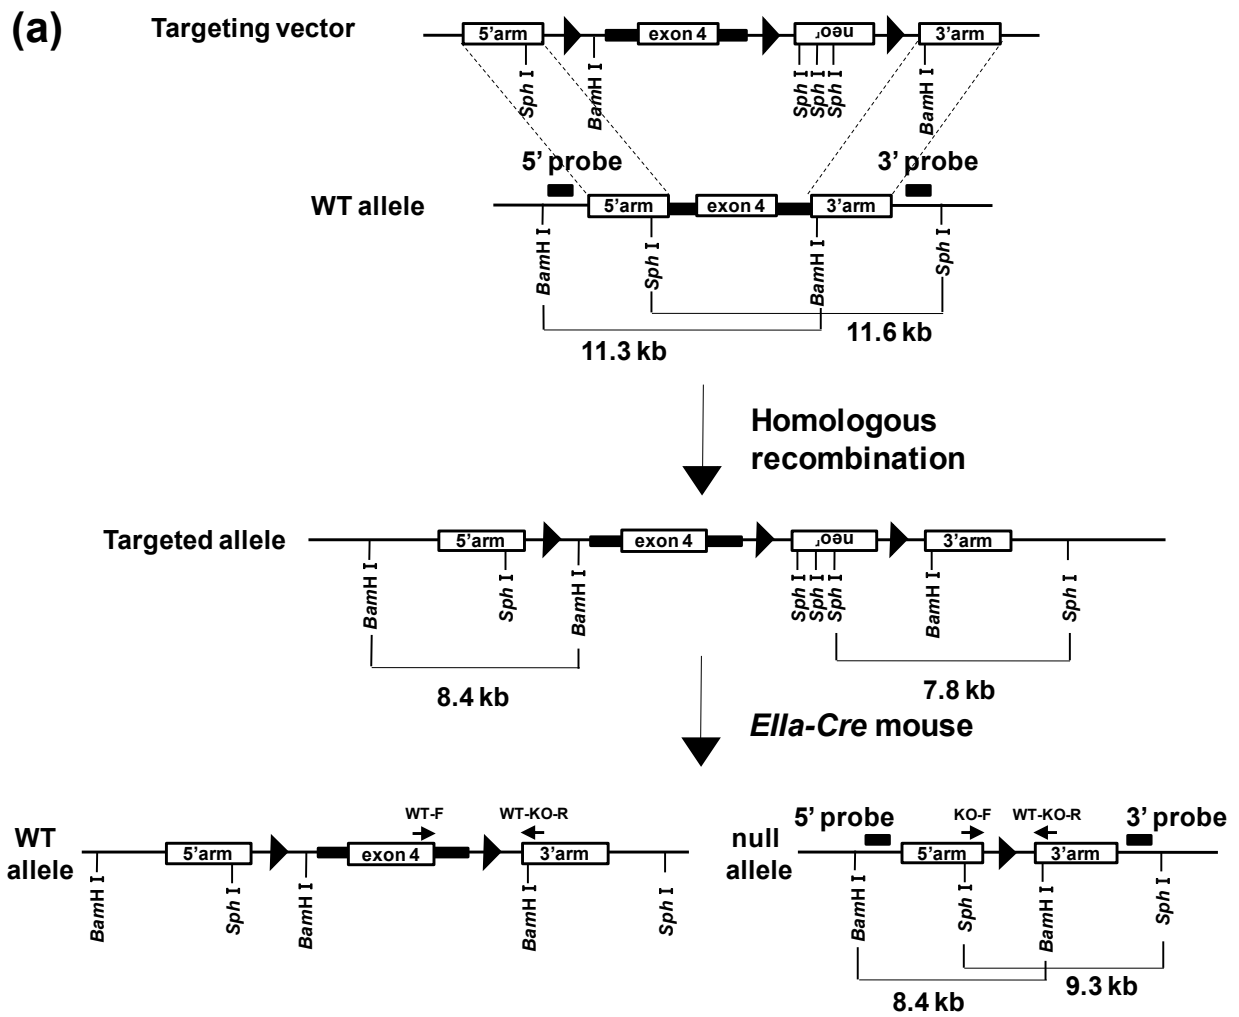 (a)
Targeting vector
5'arm
exon 4
neoʳ
3'arm
Sph I
BamH I
Sph I
Sph I
Sph I
BamH I
5' probe
3' probe
WT allele
5'arm
exon 4
3'arm
BamH I
Sph I
BamH I
Sph I
11.6 kb
11.3 kb
Homologous
recombination
Targeted allele
5'arm
exon 4
neoʳ
3'arm
BamH I
Sph I
BamH I
Sph I
Sph I
Sph I
BamH I
Sph I
8.4 kb
7.8 kb
Ella-Cre mouse
WT
allele
WT-F
WT-KO-R
5'arm
exon 4
3'arm
BamH I
Sph I
BamH I
BamH I
Sph I
null
allele
5' probe
KO-F
WT-KO-R
3' probe
5'arm
3'arm
BamH I
Sph I
BamH I
Sph I
9.3 kb
8.4 kb